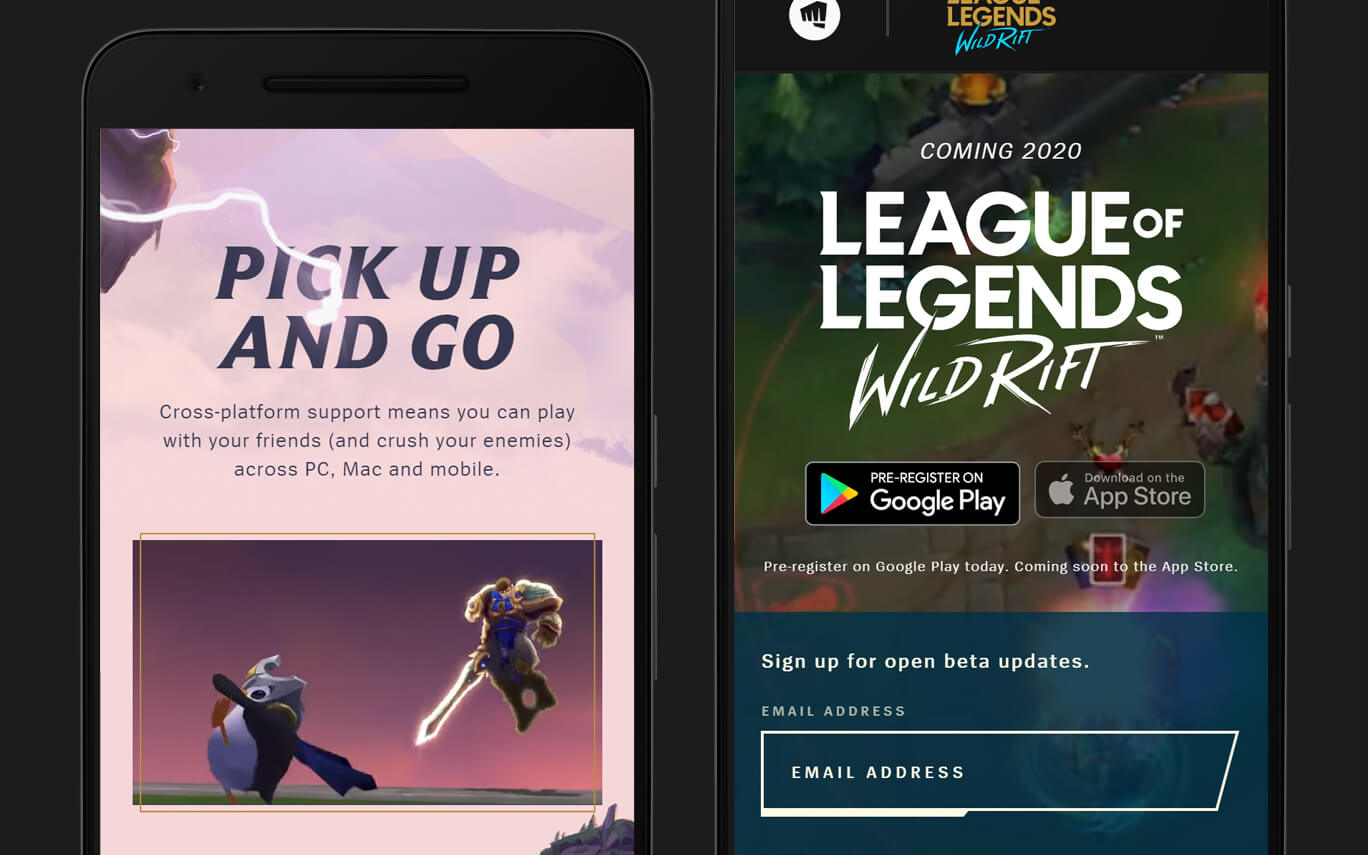 PICK UP
AND GO
Cross-platform support means you can play
with your friends (and crush your enemies)
across PC, Mac and mobile.
LEAGUE OF
LEGENDS
WILD RIFT
COMING 2020
LEAGUE OF
LEGENDS
WILD RIFT™
PRE-REGISTER ON
Google Play
Download on the
App Store
Pre-register on Google Play today. Coming soon to the App Store.
Sign up for open beta updates.
EMAIL ADDRESS
EMAIL ADDRESS